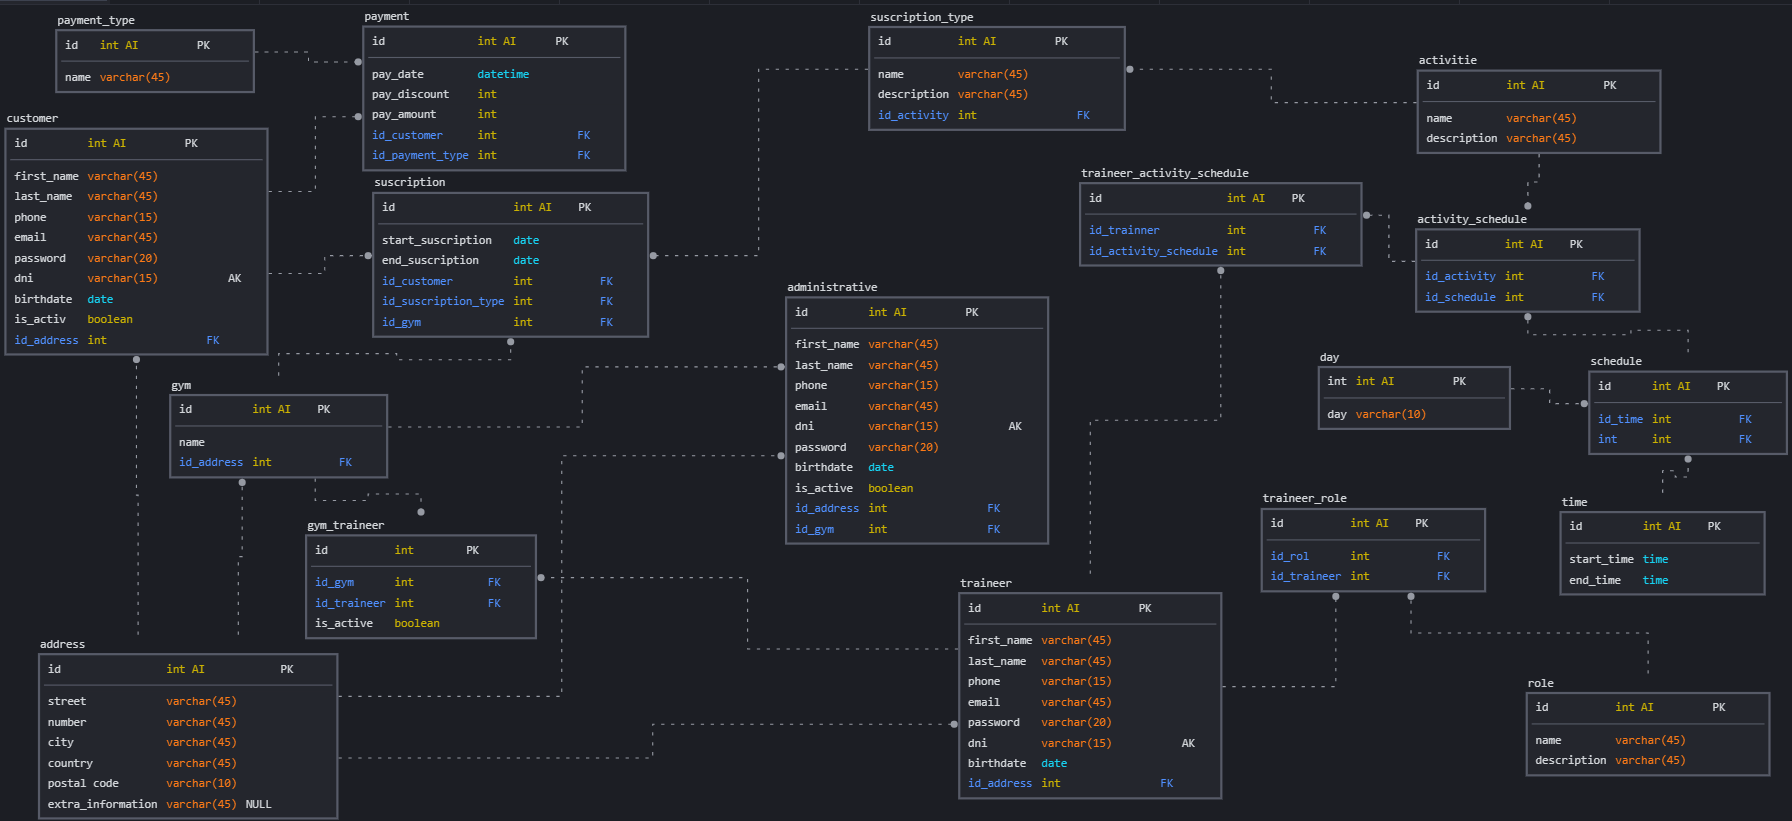 payment_type
id int AI PK
name varchar(45)
payment
id int AI PK
pay_date datetime
pay_discount int
pay_amount int
id_customer int FK
id_payment_type int FK
suscription_type
id int AI PK
name varchar(45)
description varchar(45)
id_activity int FK
activitie
id int AI PK
name varchar(45)
description varchar(45)
customer
id int AI PK
first_name varchar(45)
last_name varchar(45)
phone varchar(15)
email varchar(45)
password varchar(20)
dni varchar(15) AK
birthdate date
is_activ boolean
id_address int FK
suscription
id int AI PK
start_suscription date
end_suscription date
id_customer int FK
id_suscription_type int FK
id_gym int FK
traineer_activity_schedule
id int AI PK
id_trainner int FK
id_activity_schedule int FK
activity_schedule
id int AI PK
id_activity int FK
id_schedule int FK
administrative
id int AI PK
first_name varchar(45)
last_name varchar(45)
phone varchar(15)
email varchar(45)
dni varchar(15) AK
password varchar(20)
birthdate date
is_active boolean
id_address int FK
id_gym int FK
day
int int AI PK
day varchar(10)
schedule
id int AI PK
id_time int FK
int int FK
gym
id int AI PK
name
id_address int FK
gym_traineer
id int PK
id_gym int FK
id_traineer int FK
is_active boolean
traineer_role
id int AI PK
id_rol int FK
id_traineer int FK
time
id int AI PK
start_time time
end_time time
traineer
id int AI PK
first_name varchar(45)
last_name varchar(45)
phone varchar(15)
email varchar(45)
password varchar(20)
dni varchar(15) AK
birthdate date
id_address int FK
address
id int AI PK
street varchar(45)
number varchar(45)
city varchar(45)
country varchar(45)
postal code varchar(10)
extra_information varchar(45) NULL
role
id int AI PK
name varchar(45)
description varchar(45)